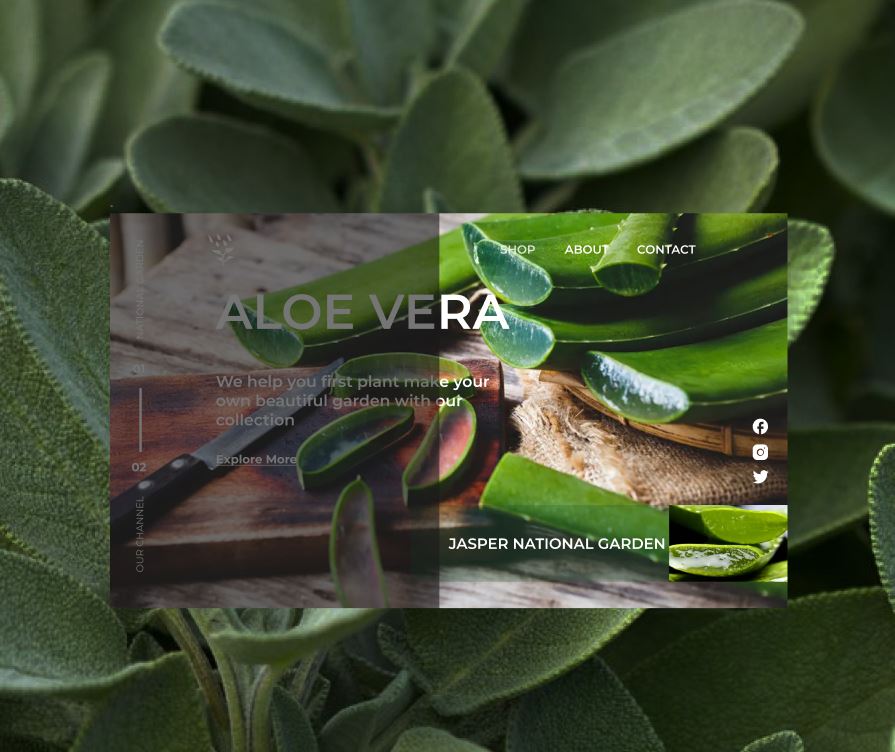 SHOP ABOUT CONTACT
NATIONAL GARDEN
ALOE VERA
01
We help you first plant make your
own beautiful garden with our
collection
Explore More
02
OUR CHANNEL
JASPER NATIONAL GARDEN